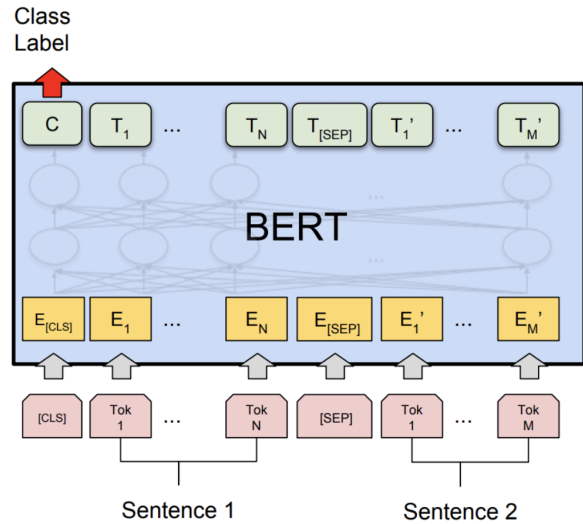 Class
Label
C T1 ... TN T[SEP] T1' ... TM'
...
BERT
...
E[CLS] E1 ... EN E[SEP] E1' ... EM'
[CLS] Tok 1 ... Tok N [SEP] Tok 1 ... Tok M
Sentence 1 Sentence 2